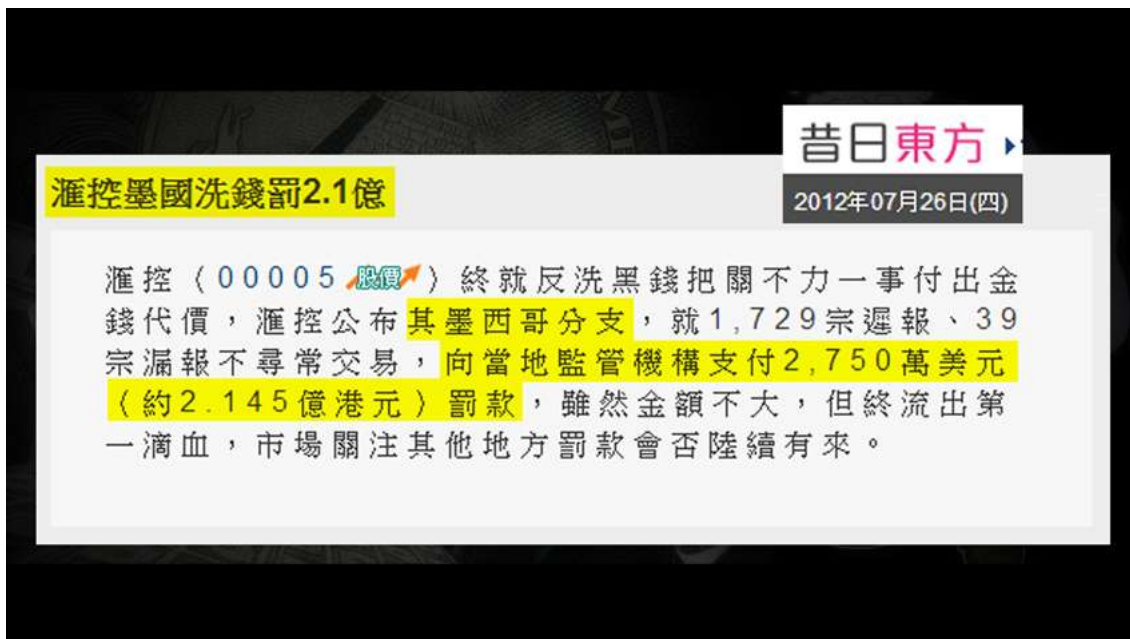 昔日東方
滙控墨國洗錢罰2.1億
2012年07月26日(四)
滙控（00005 股價）終就反洗黑錢把關不力一事付出金
錢代價，滙控公布其墨西哥分支，就1,729宗遲報、39
宗漏報不尋常交易，向當地監管機構支付2,750萬美元
（約2.145億港元）罰款，雖然金額不大，但終流出第
一滴血，市場關注其他地方罰款會否陸續有來。